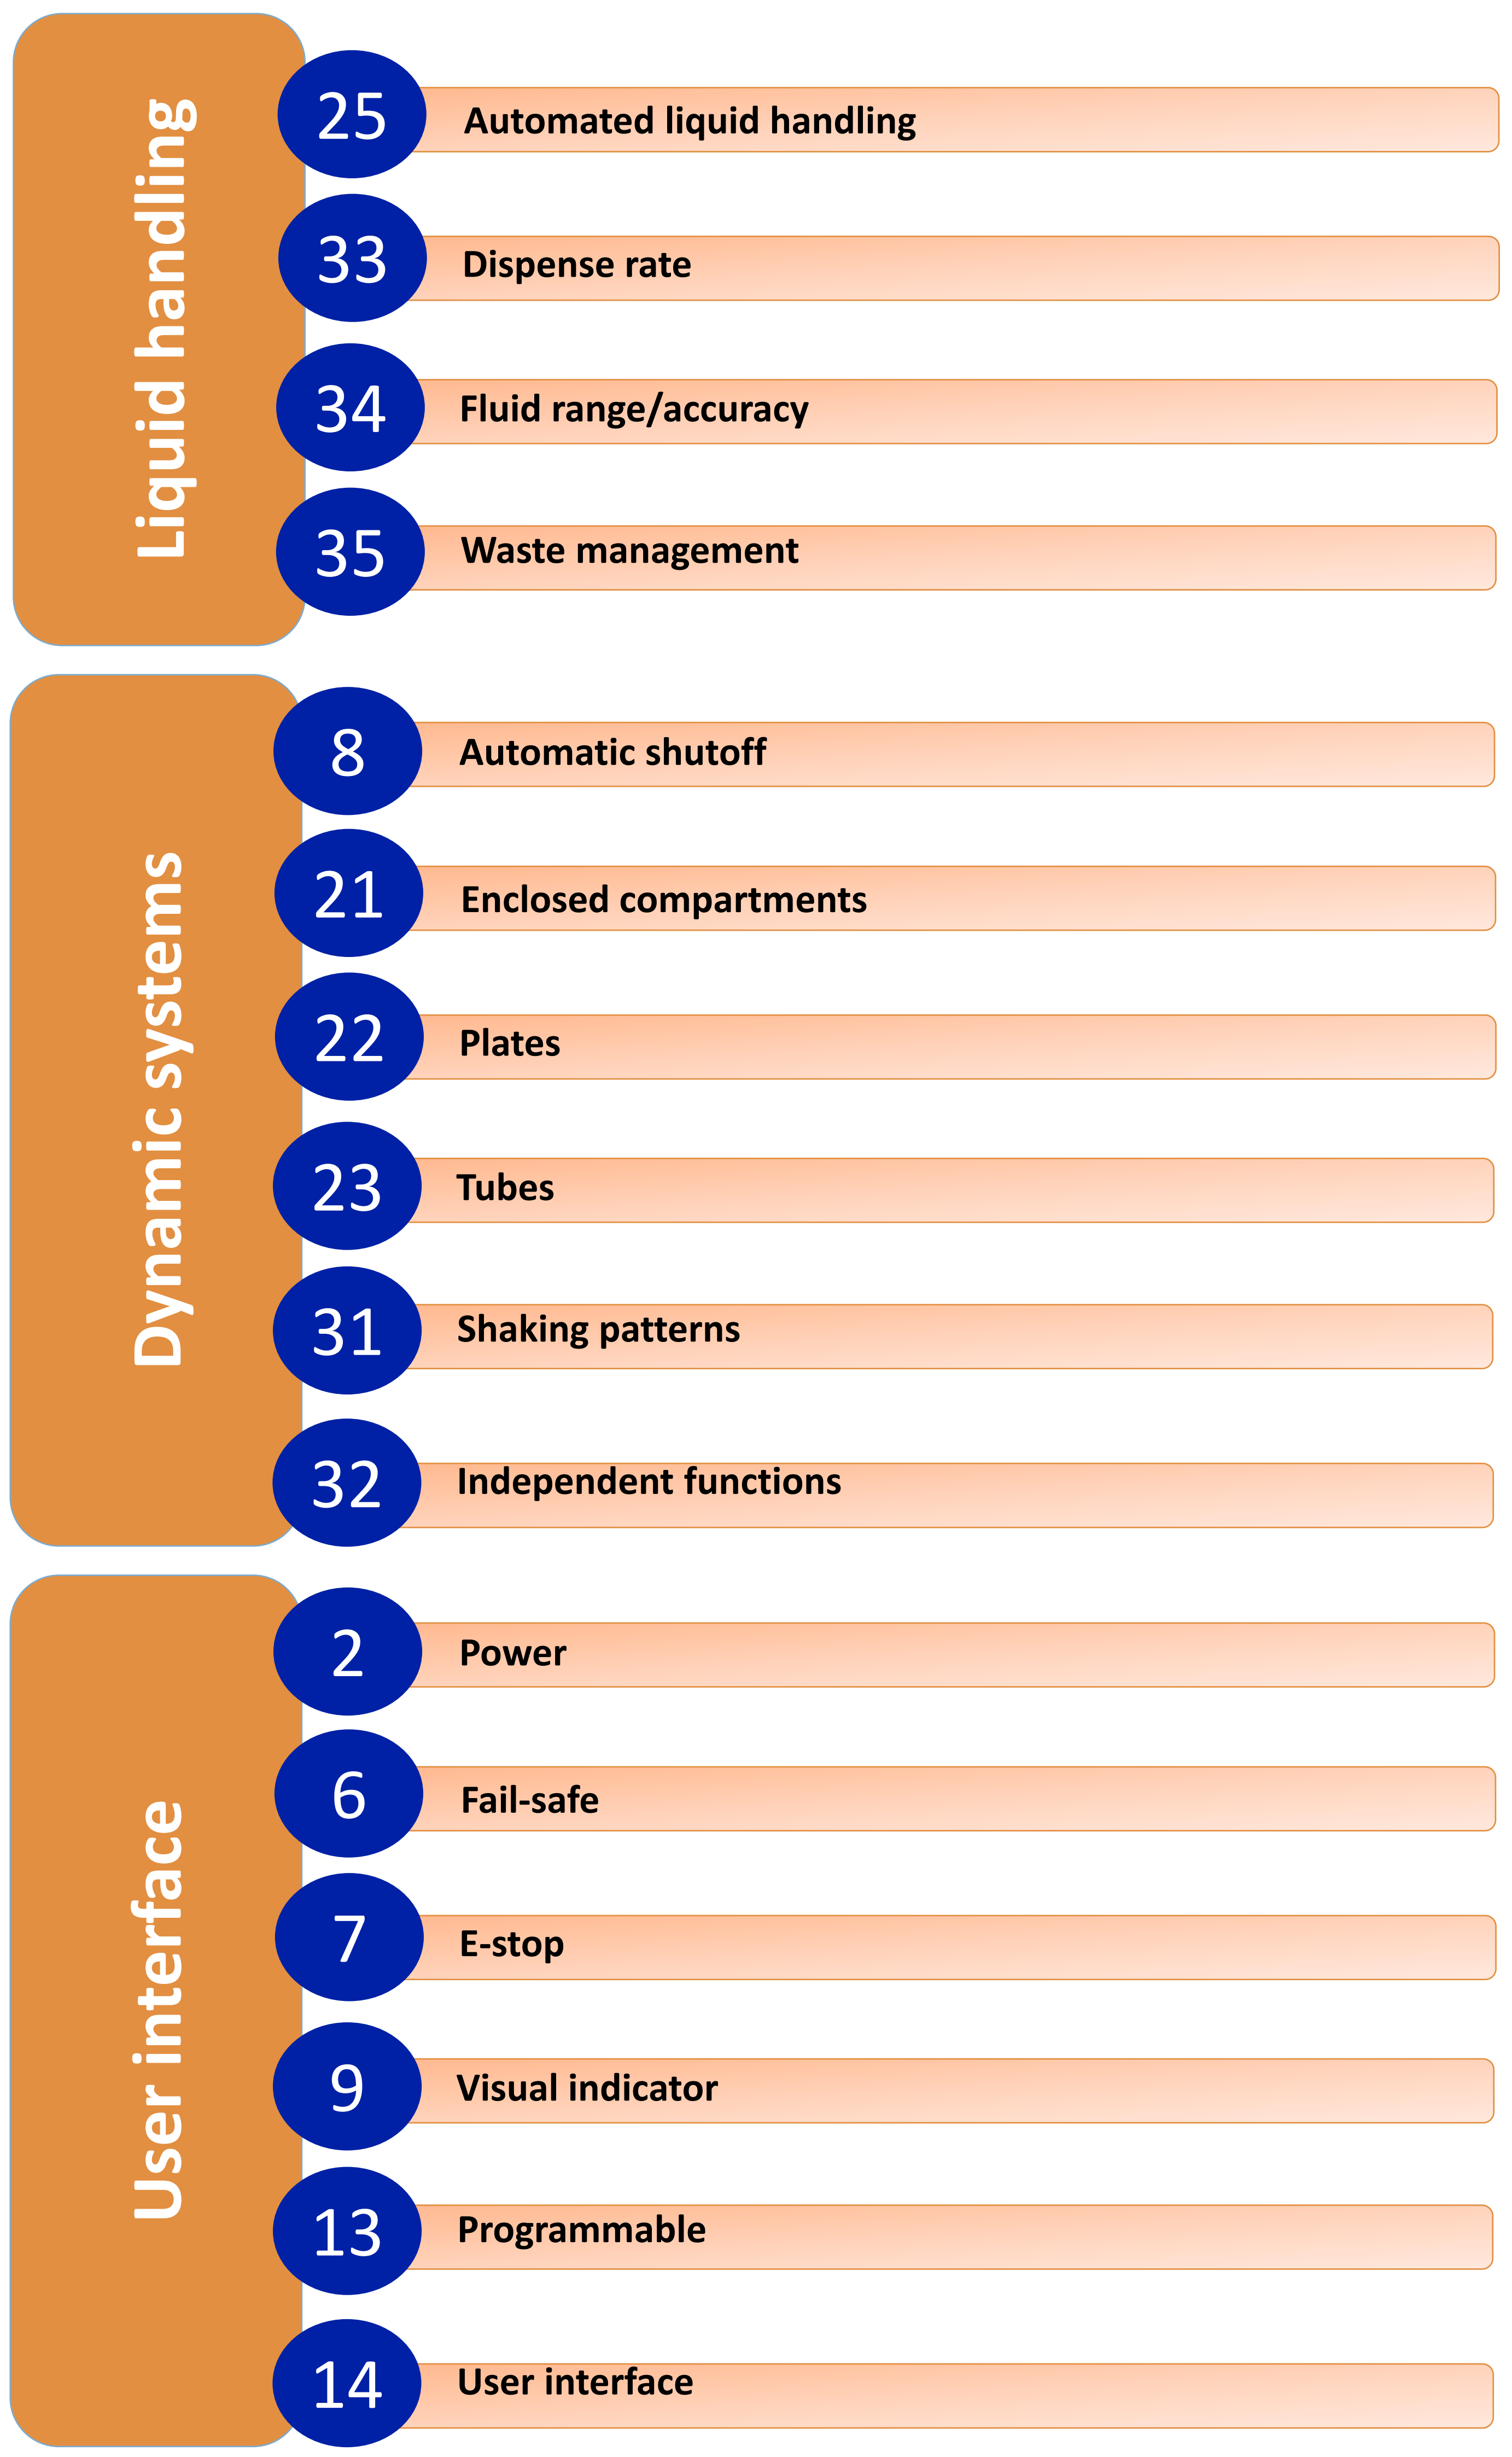 Liquid handling
25
Automated liquid handling
33
Dispense rate
34
Fluid range/accuracy
35
Waste management
Dynamic systems
8
Automatic shutoff
21
Enclosed compartments
22
Plates
23
Tubes
31
Shaking patterns
32
Independent functions
User interface
2
Power
6
Fail-safe
7
E-stop
9
Visual indicator
13
Programmable
14
User interface